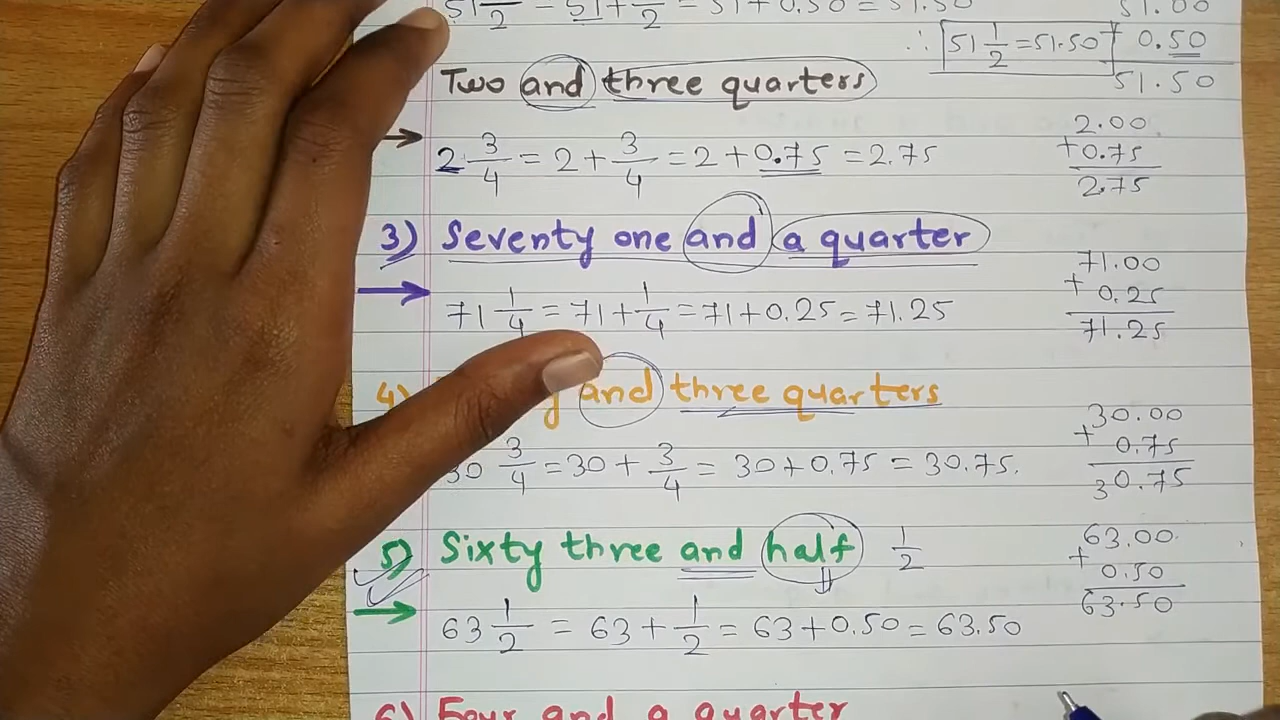 51 1/2 = 51 + 1/2 = 51 + 0.50 = 51.50
51.00
∴ 51 1/2 = 51.50
+ 0.50
51.50
Two and three quarters
2 3/4 = 2 + 3/4 = 2 + 0.75 = 2.75
2.00
+ 0.75
2.75
3) Seventy one and a quarter
71 1/4 = 71 + 1/4 = 71 + 0.25 = 71.25
71.00
+ 0.25
71.25
4) and three quarters
30 3/4 = 30 + 3/4 = 30 + 0.75 = 30.75.
30.00
+ 0.75
30.75
5) Sixty three and half 1/2
63 1/2 = 63 + 1/2 = 63 + 0.50 = 63.50
63.00
+ 0.50
63.50
6) Four and a quarter